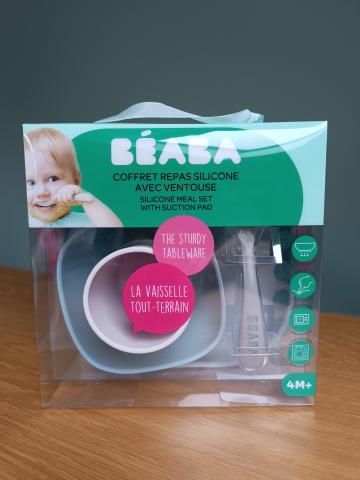 BÉABA
COFFRET REPAS SILICONE
AVEC VENTOUSE
SILICONE MEAL SET
WITH SUCTION PAD
THE STURDY
TABLEWARE
LA VAISSELLE
TOUT-TERRAIN
BÉABA
4M+